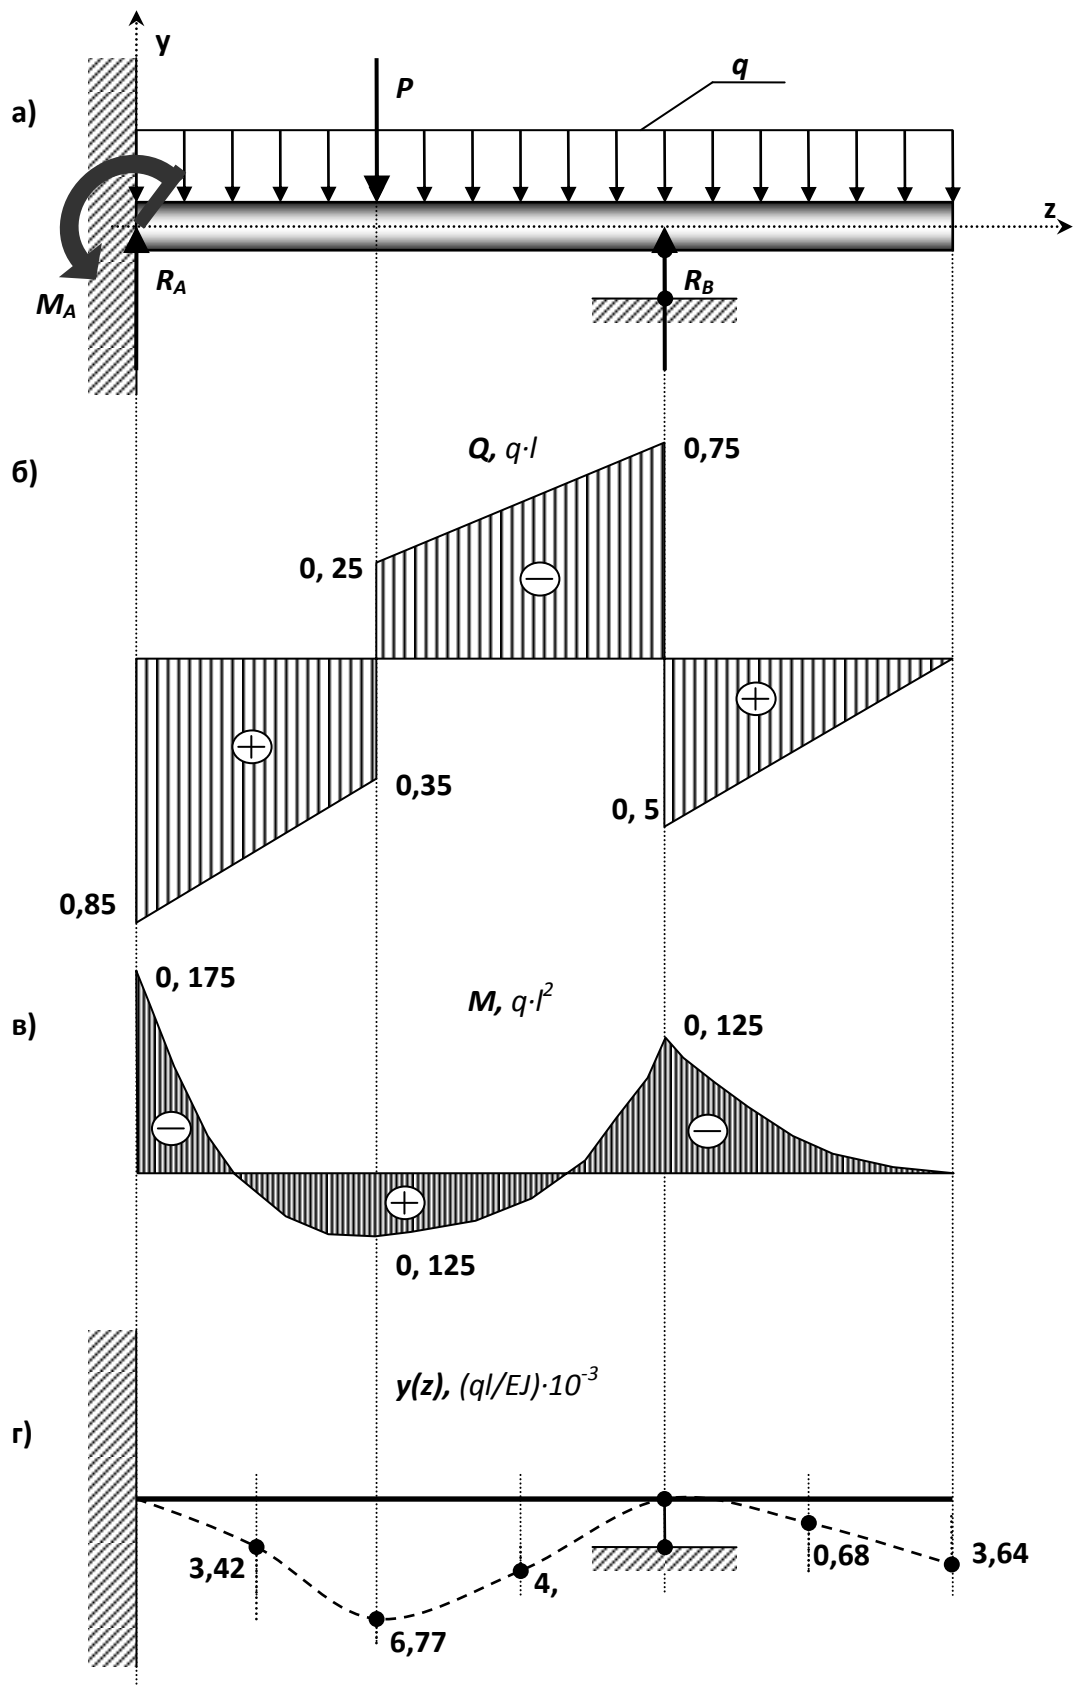 y
q
P
а)
z
R_A
R_B
M_A
Q, q·l
0,75
б)
0, 25
0,35
0, 5
0,85
0, 175
M, q·l²
0, 125
в)
0, 125
y(z), (ql/EJ)·10⁻³
г)
3,42
4,
0,68
3,64
6,77